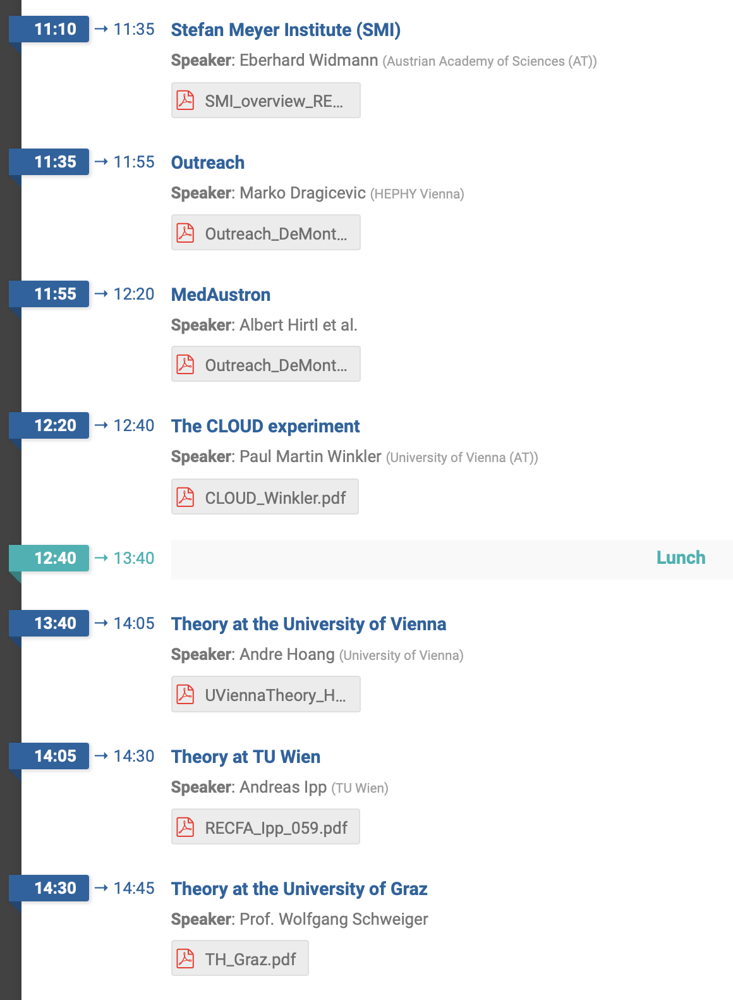 11:10 → 11:35 Stefan Meyer Institute (SMI)
Speaker: Eberhard Widmann (Austrian Academy of Sciences (AT))
SMI_overview_RE...
11:35 → 11:55 Outreach
Speaker: Marko Dragicevic (HEPHY Vienna)
Outreach_DeMont...
11:55 → 12:20 MedAustron
Speaker: Albert Hirtl et al.
Outreach_DeMont...
12:20 → 12:40 The CLOUD experiment
Speaker: Paul Martin Winkler (University of Vienna (AT))
CLOUD_Winkler.pdf
12:40 → 13:40 Lunch
13:40 → 14:05 Theory at the University of Vienna
Speaker: Andre Hoang (University of Vienna)
UViennaTheory_H...
14:05 → 14:30 Theory at TU Wien
Speaker: Andreas Ipp (TU Wien)
RECFA_Ipp_059.pdf
14:30 → 14:45 Theory at the University of Graz
Speaker: Prof. Wolfgang Schweiger
TH_Graz.pdf